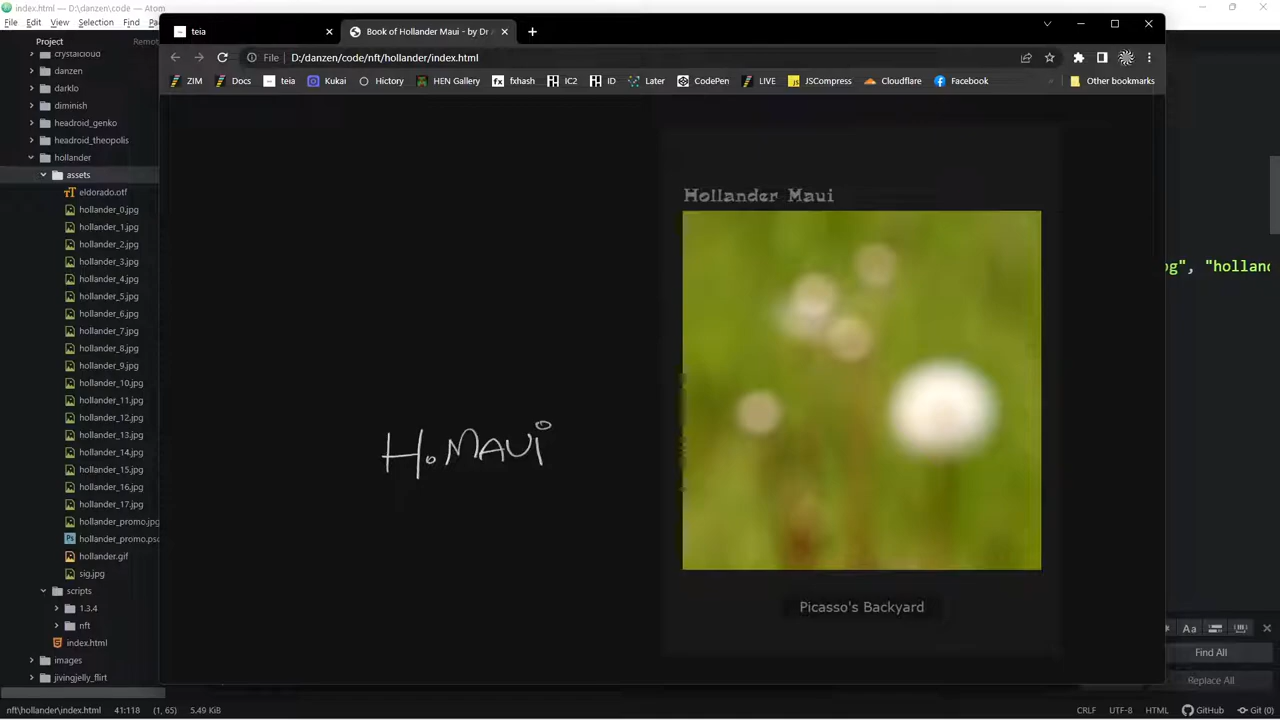 index.html — D:\danzen\code — Atom
File Edit View Selection Find
Project
Remot
crystalcloud
danzen
darklo
diminish
headroid_genko
headroid_theopolis
hollander
assets
eldorado.otf
hollander_0.jpg
hollander_1.jpg
hollander_2.jpg
hollander_3.jpg
hollander_4.jpg
hollander_5.jpg
hollander_6.jpg
hollander_7.jpg
hollander_8.jpg
hollander_9.jpg
hollander_10.jpg
hollander_11.jpg
hollander_12.jpg
hollander_13.jpg
hollander_14.jpg
hollander_15.jpg
hollander_16.jpg
hollander_17.jpg
hollander_promo.jpg
hollander_promo.psd
hollander.gif
sig.jpg
scripts
1.3.4
nft
index.html
images
jivingjelly_flirt
teia
Book of Hollander Maui - by Dr
File D:/danzen/code/nft/hollander/index.html
ZIM Docs teia Kukai Hictory HEN Gallery fxhash IC2 ID Later CodePen LIVE JSCompress Cloudflare Facebook Other bookmarks
Hollander Maui
H. MAUi
Picasso's Backyard
pg", "holland
Aa
Find All
Replace All
nft\hollander\index.html 41:118 (1, 65) 5.49 KiB CRLF UTF-8 HTML GitHub Git (0)